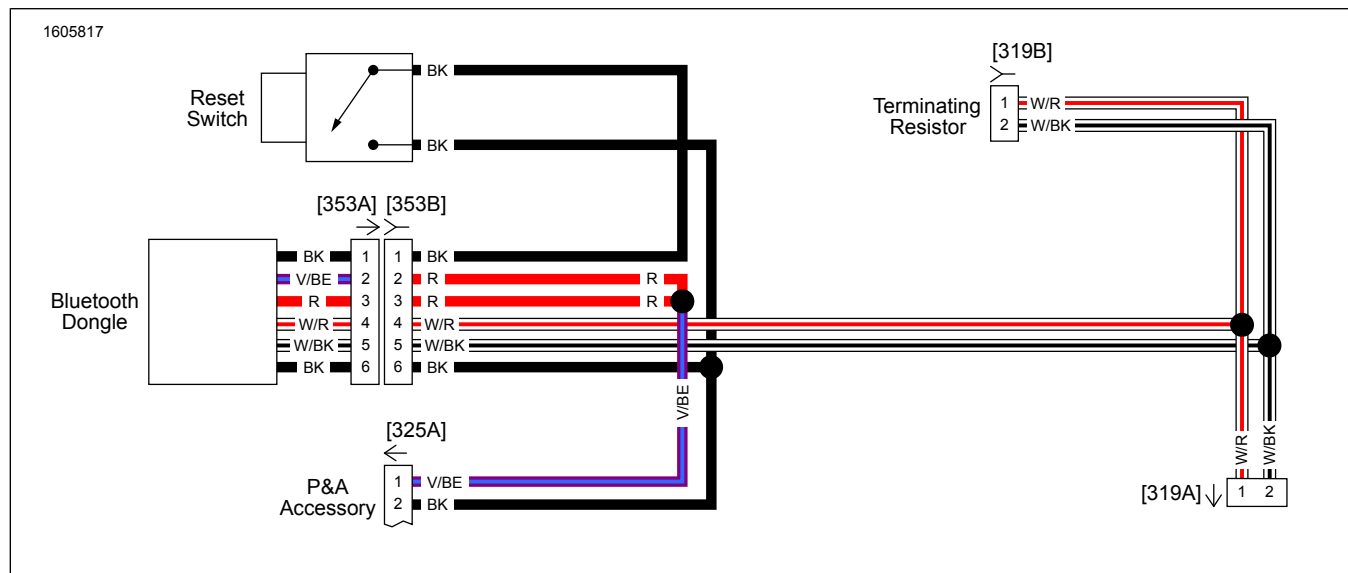 1605817
[319B]
BK
Reset
Switch
BK
Terminating
Resistor
1 W/R
2 W/BK
[353A] [353B]
Bluetooth
Dongle
BK 1 1 BK
V/BE 2 2 R R
R 3 3 R R
W/R 4 4 W/R
W/BK 5 5 W/BK
BK 6 6 BK
V/BE
[325A]
P&A
Accessory
1 V/BE
2 BK
W/R
W/BK
[319A] 1 2